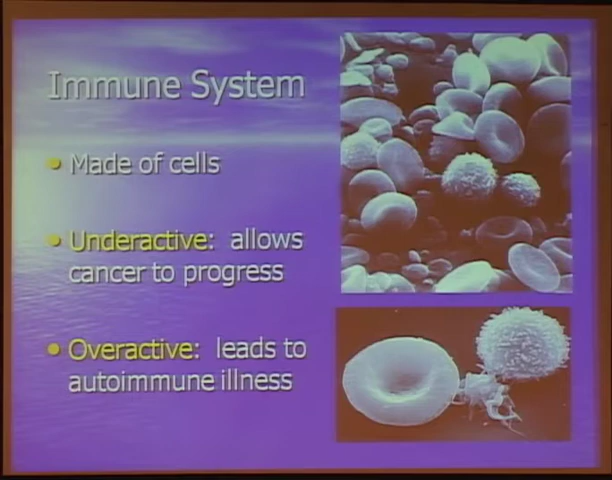 Immune System
• Made of cells
• Underactive: allows
cancer to progress
• Overactive: leads to
autoimmune illness